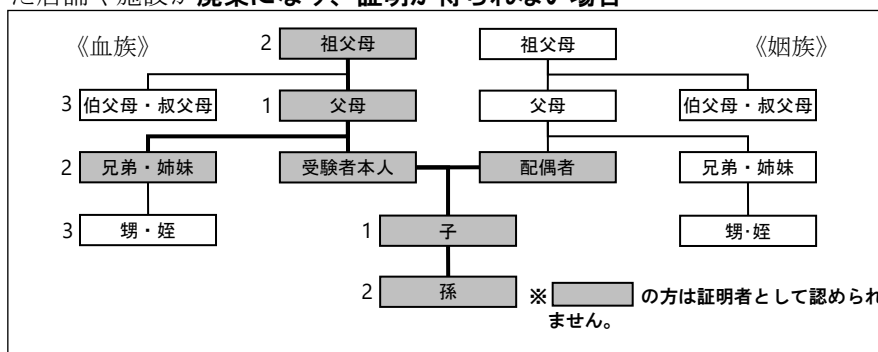 た店舗や施設が廃業になり、証明が得られない場合
《血族》
2 祖父母
祖父母
《姻族》
3 伯父母・叔父母
1 父母
父母
伯父母・叔父母
2 兄弟・姉妹
受験者本人
配偶者
兄弟・姉妹
3 甥・姪
1 子
甥・姪
2 孫
※ の方は証明者として認められ
ません。